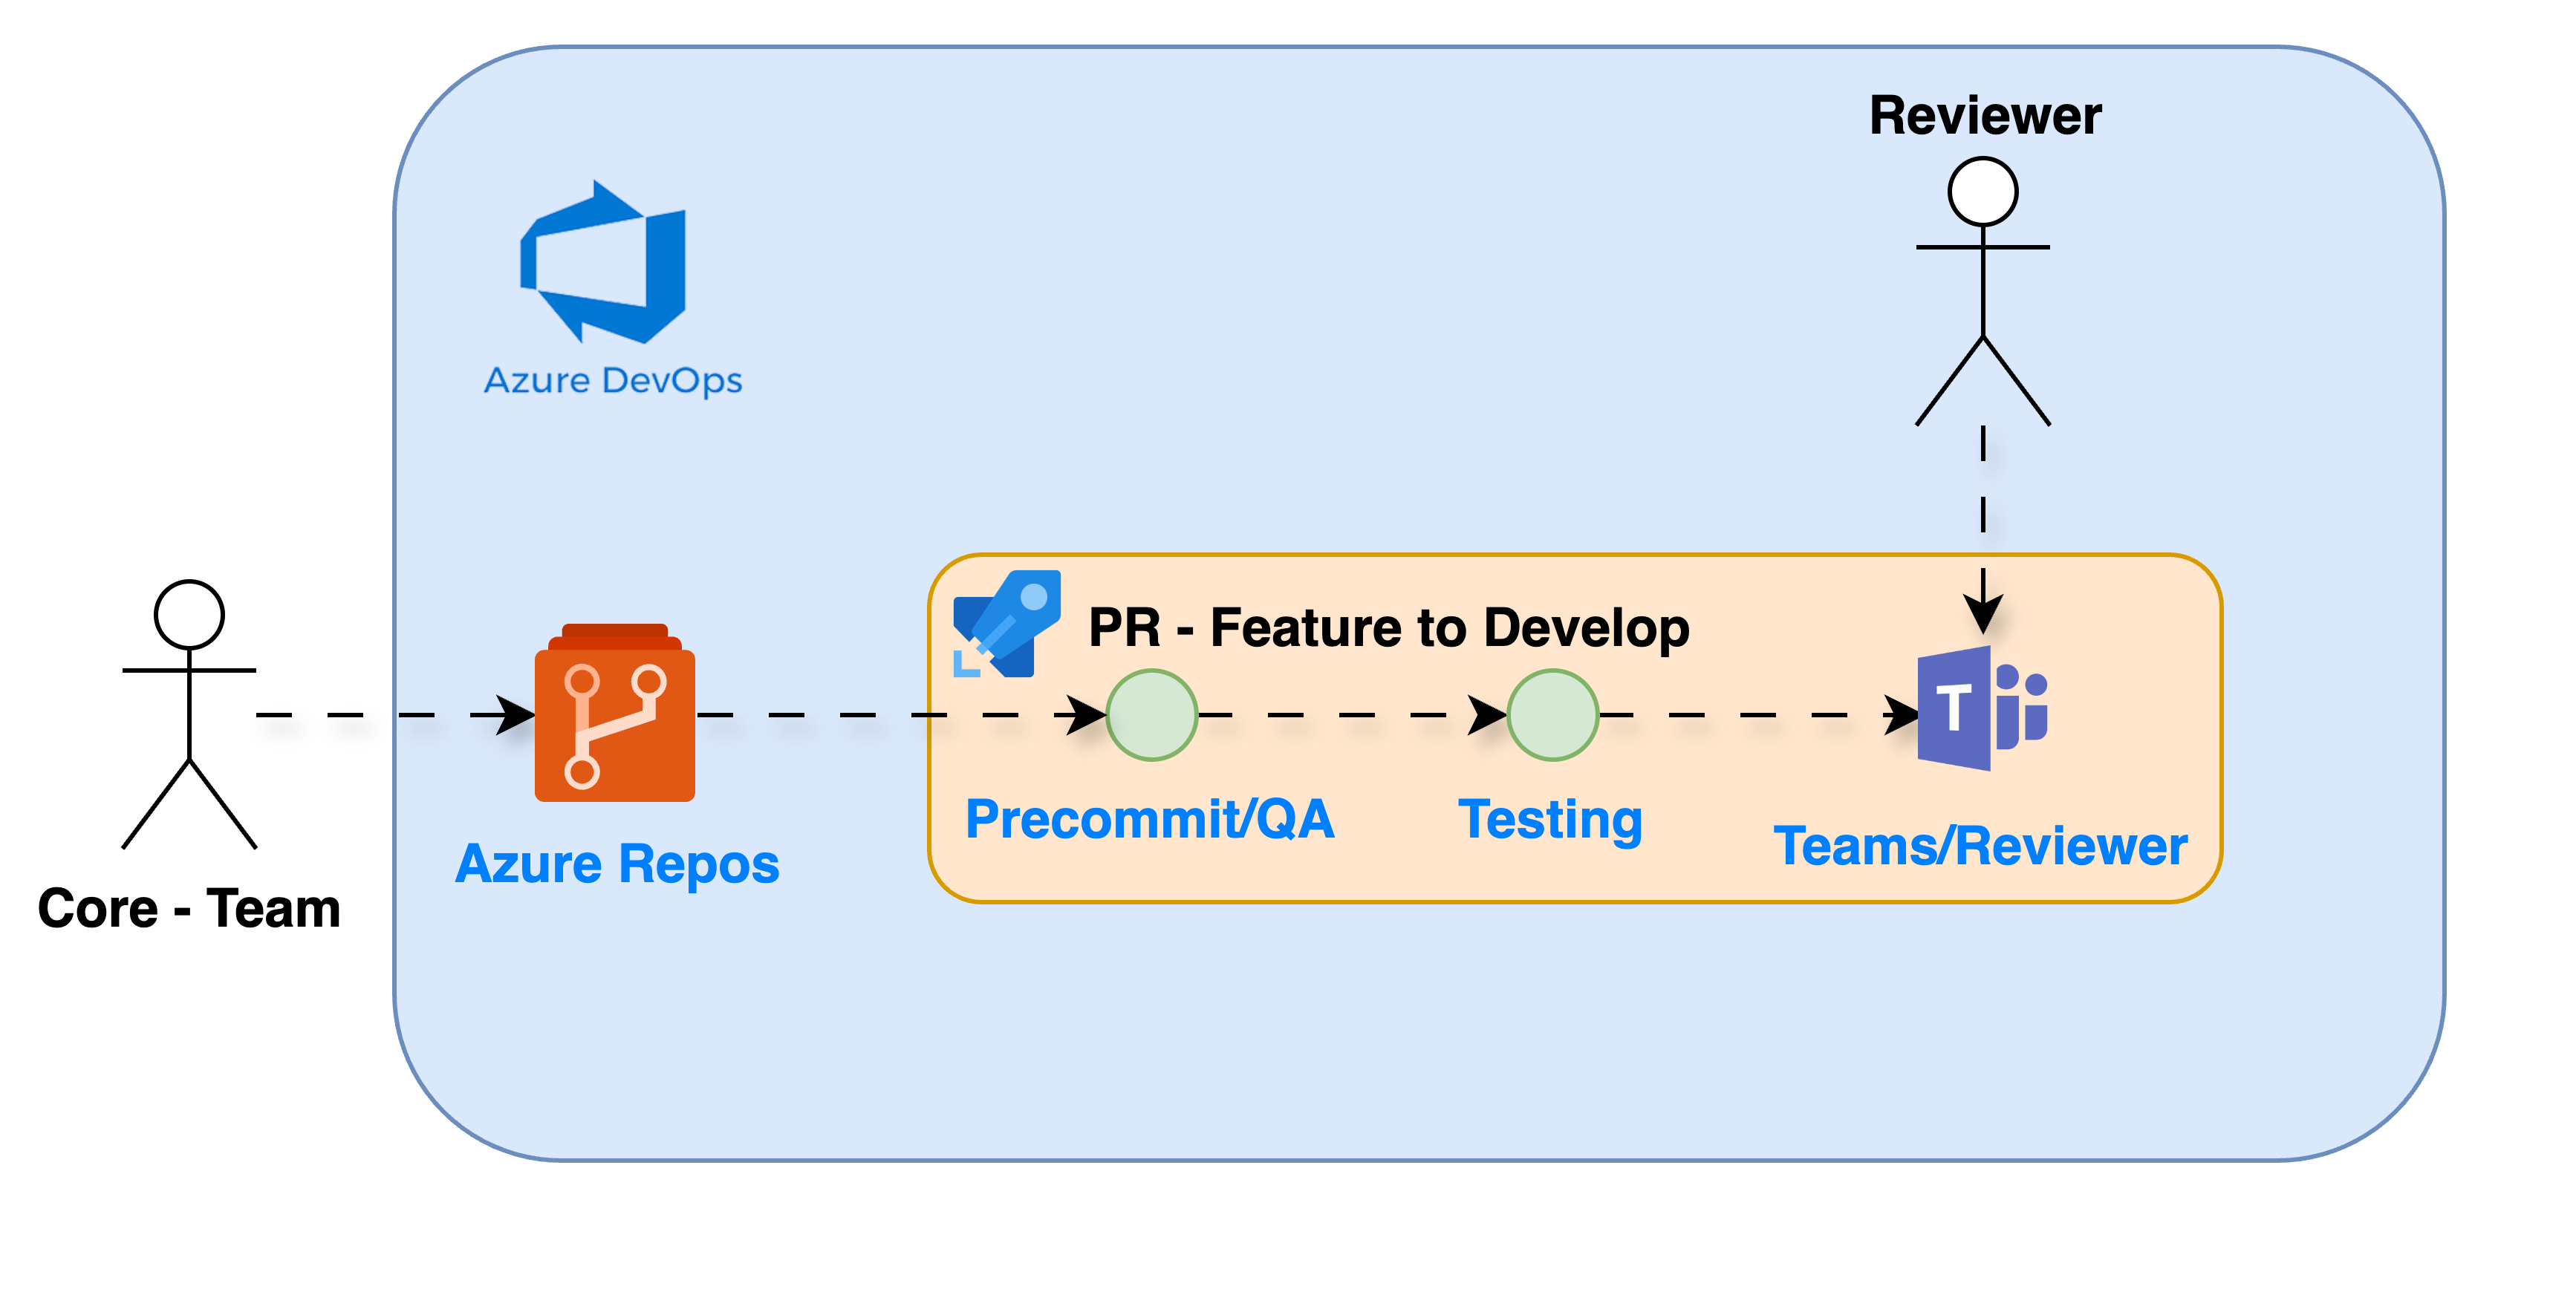 Reviewer
Azure DevOps
PR - Feature to Develop
T
Precommit/QA
Testing
Teams/Reviewer
Azure Repos
Core - Team